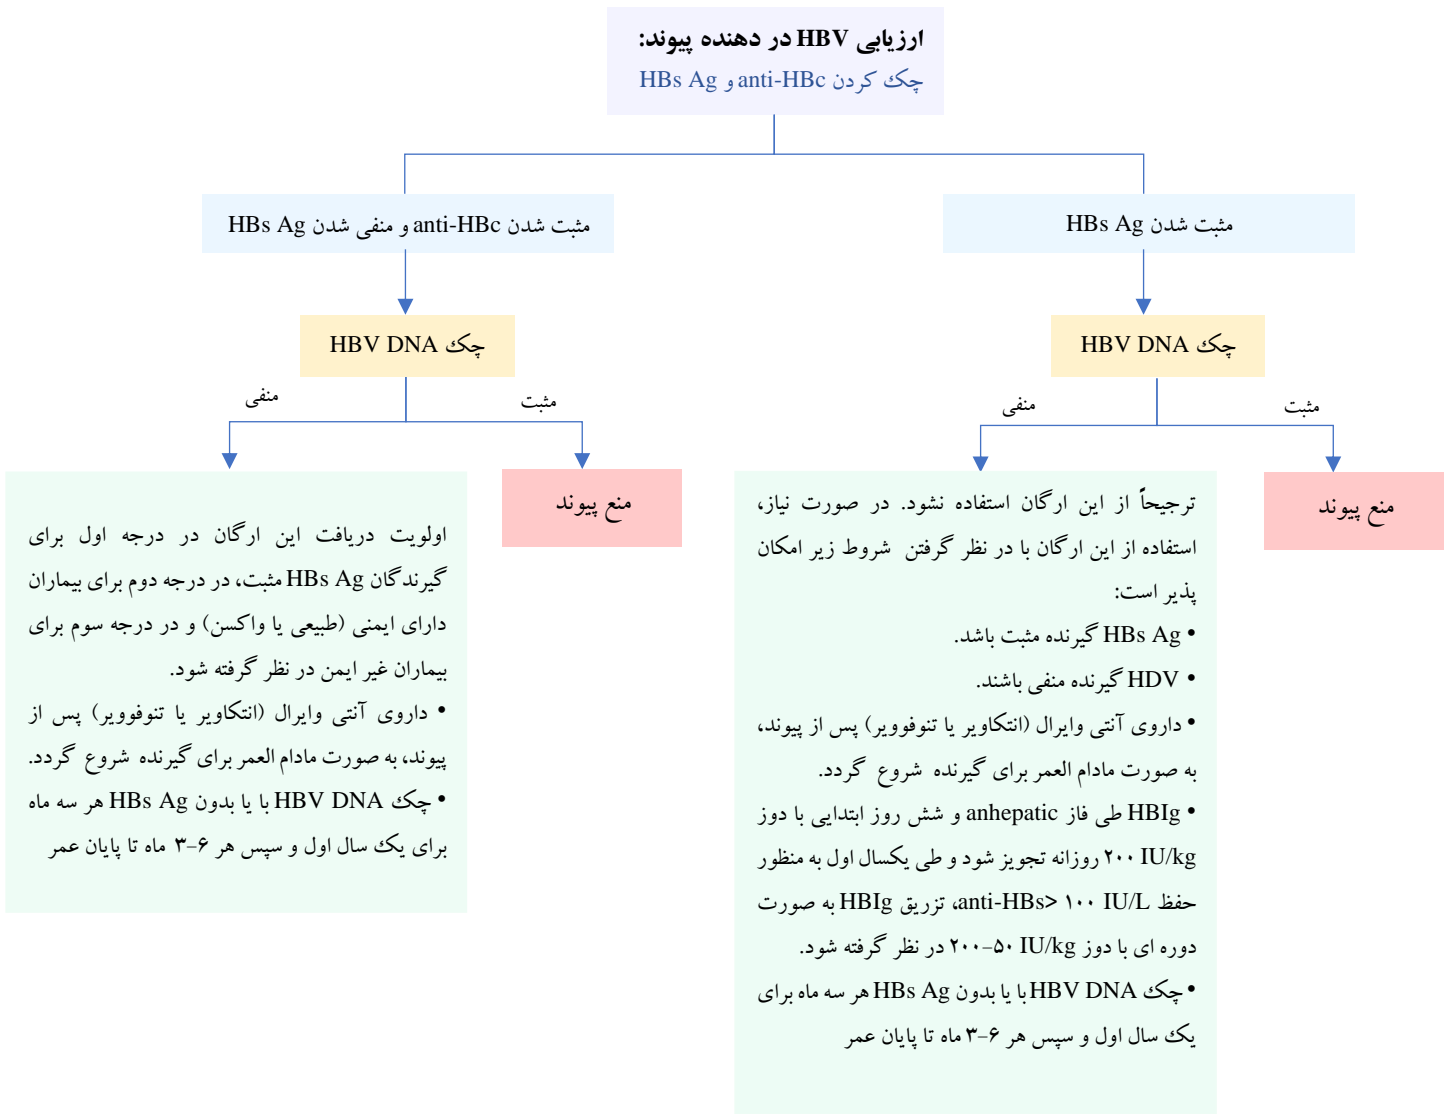 ارزیابی HBV در دهنده پیوند:
چک کردن anti-HBc و HBs Ag
مثبت شدن HBs Ag
مثبت شدن anti-HBc و منفی شدن HBs Ag
چک HBV DNA
چک HBV DNA
مثبت
منفی
مثبت
منفی
منع پیوند
ترجیحاً از این ارگان استفاده نشود. در صورت نیاز،
استفاده از این ارگان با در نظر گرفتن شروط زیر امکان
پذیر است:
• HBs Ag گیرنده مثبت باشد.
• HDV گیرنده منفی باشند.
• داروی آنتی وایرال (انتکاویر یا تنوفوویر) پس از پیوند،
به صورت مادام العمر برای گیرنده شروع گردد.
• HBIg طی فاز anhepatic و شش روز ابتدایی با دوز
۲۰۰ IU/kg روزانه تجویز شود و طی یکسال اول به منظور
حفظ anti-HBs> ۱۰۰ IU/L، تزریق HBIg به صورت
دوره ای با دوز ۲۰۰-۵۰ IU/kg در نظر گرفته شود.
• چک HBV DNA با یا بدون HBs Ag هر سه ماه برای
یک سال اول و سپس هر ۶-۳ ماه تا پایان عمر
منع پیوند
اولویت دریافت این ارگان در درجه اول برای
گیرندگان HBs Ag مثبت، در درجه دوم برای بیماران
دارای ایمنی (طبیعی یا واکسن) و در درجه سوم برای
بیماران غیر ایمن در نظر گرفته شود.
• داروی آنتی وایرال (انتکاویر یا تنوفوویر) پس از
پیوند، به صورت مادام العمر برای گیرنده شروع گردد.
• چک HBV DNA با یا بدون HBs Ag هر سه ماه
برای یک سال اول و سپس هر ۶-۳ ماه تا پایان عمر